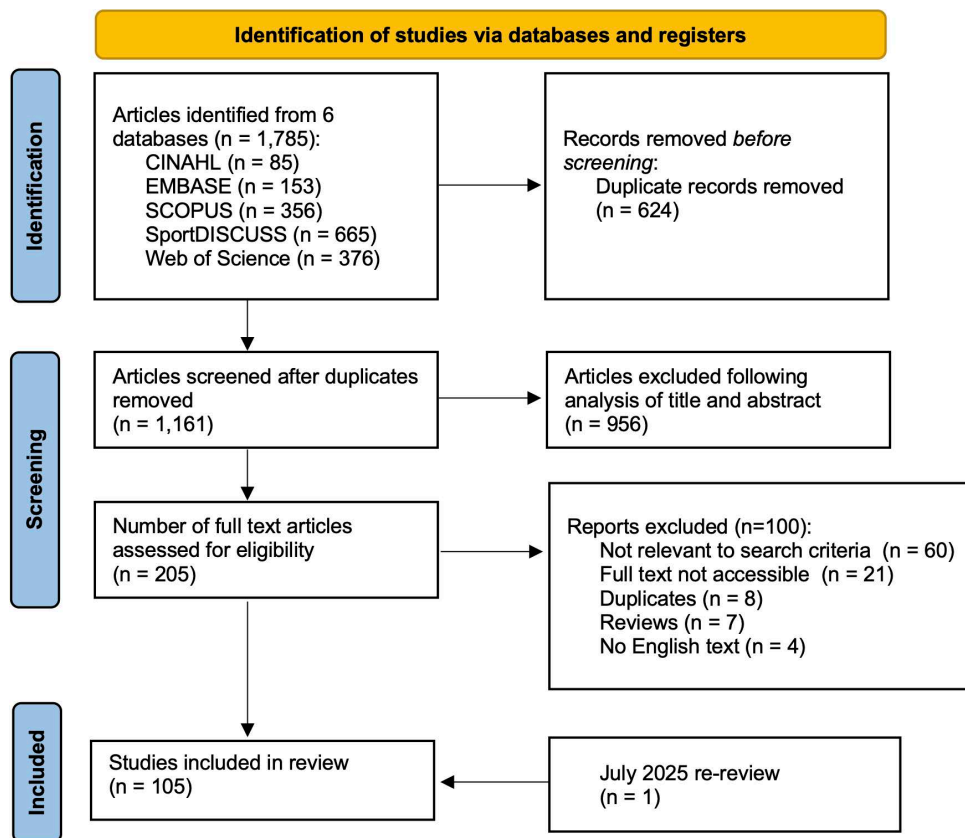 Identification of studies via databases and registers
Identification
Articles identified from 6
databases (n = 1,785):
CINAHL (n = 85)
EMBASE (n = 153)
SCOPUS (n = 356)
SportDISCUSS (n = 665)
Web of Science (n = 376)
Records removed before
screening:
Duplicate records removed
(n = 624)
Screening
Articles screened after duplicates
removed
(n = 1,161)
Articles excluded following
analysis of title and abstract
(n = 956)
Number of full text articles
assessed for eligibility
(n = 205)
Reports excluded (n=100):
Not relevant to search criteria (n = 60)
Full text not accessible (n = 21)
Duplicates (n = 8)
Reviews (n = 7)
No English text (n = 4)
Included
Studies included in review
(n = 105)
July 2025 re-review
(n = 1)